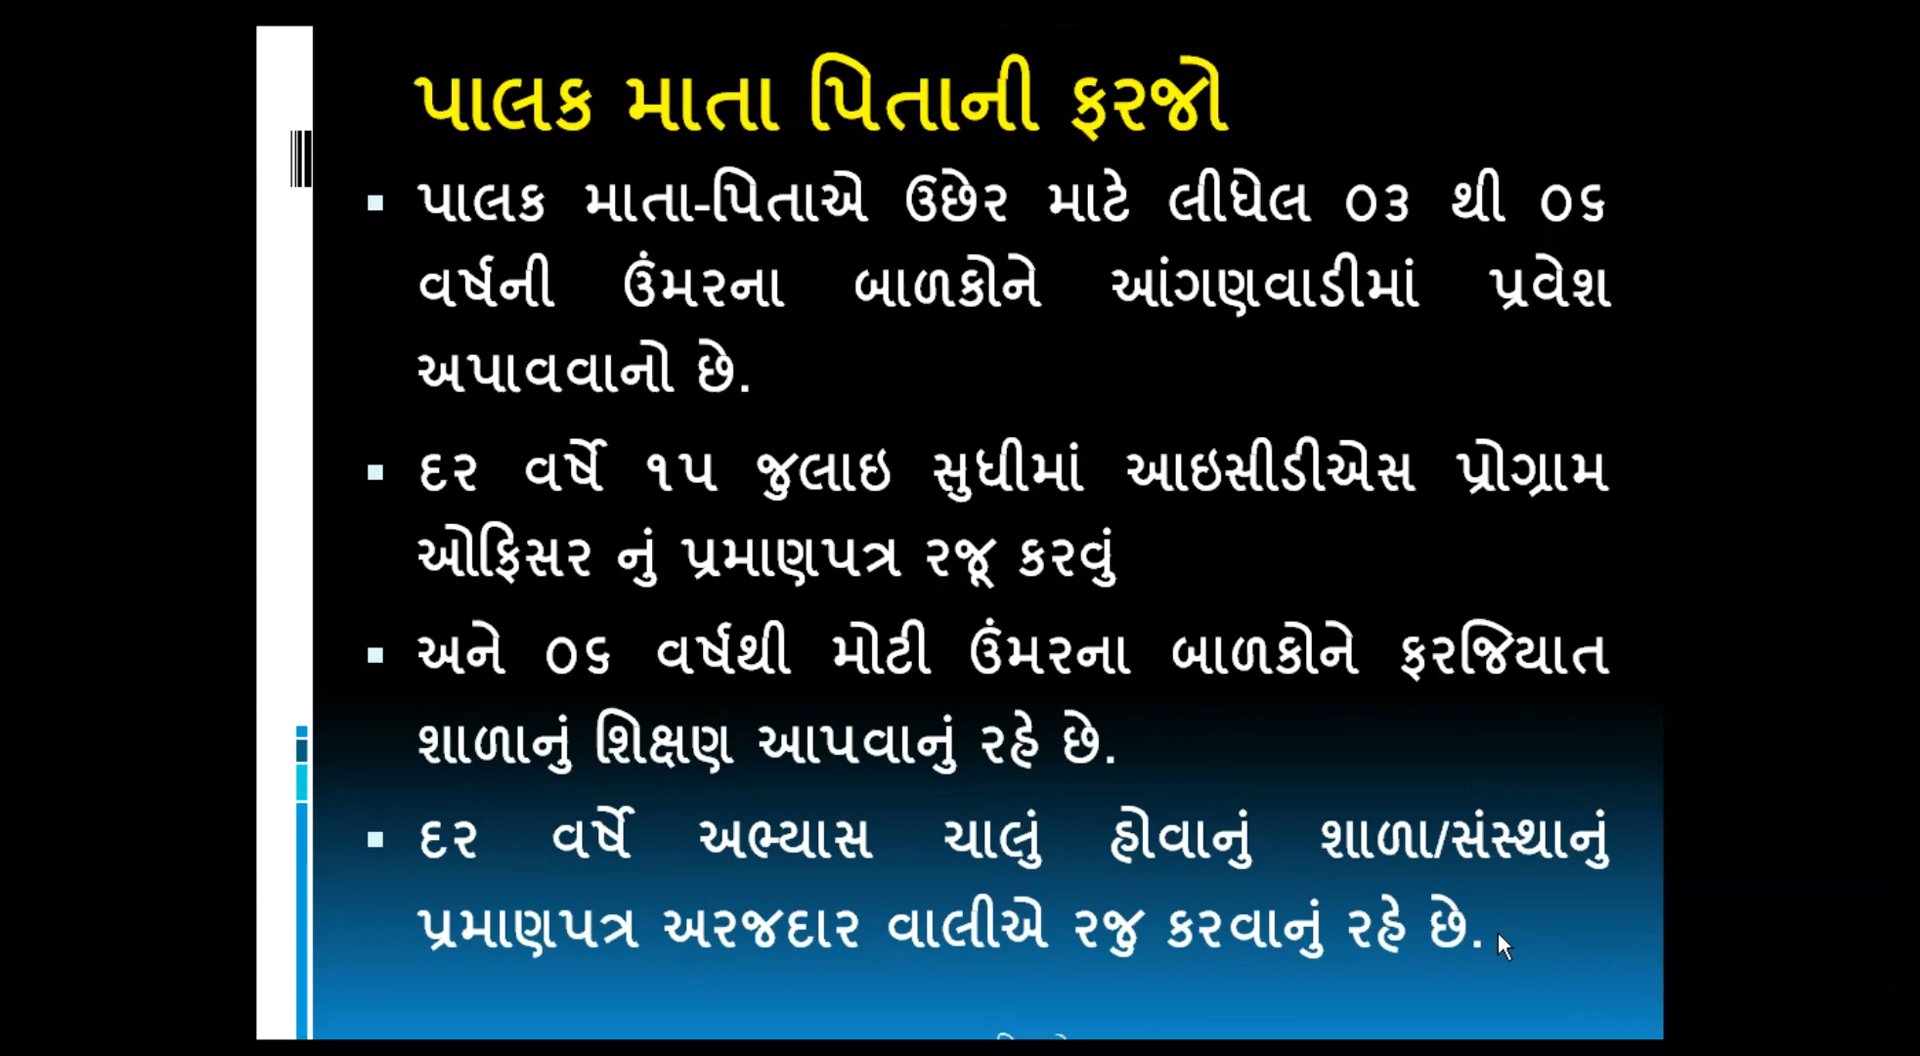 પાલક માતા પિતાની ફરજો
▪ પાલક માતા-પિતાએ ઉછેર માટે લીધેલ ૦૩ થી ૦૬
વર્ષની ઉંમરના બાળકોને આંગણવાડીમાં પ્રવેશ
અપાવવાનો છે.
▪ દર વર્ષે ૧૫ જુલાઇ સુધીમાં આઇસીડીએસ પ્રોગ્રામ
ઓફિસર નું પ્રમાણપત્ર રજૂ કરવું
▪ અને ૦૬ વર્ષથી મોટી ઉંમરના બાળકોને ફરજિયાત
શાળાનું શિક્ષણ આપવાનું રહે છે.
▪ દર વર્ષે અભ્યાસ ચાલું હોવાનું શાળા/સંસ્થાનું
પ્રમાણપત્ર અરજદાર વાલીએ રજુ કરવાનું રહે છે.